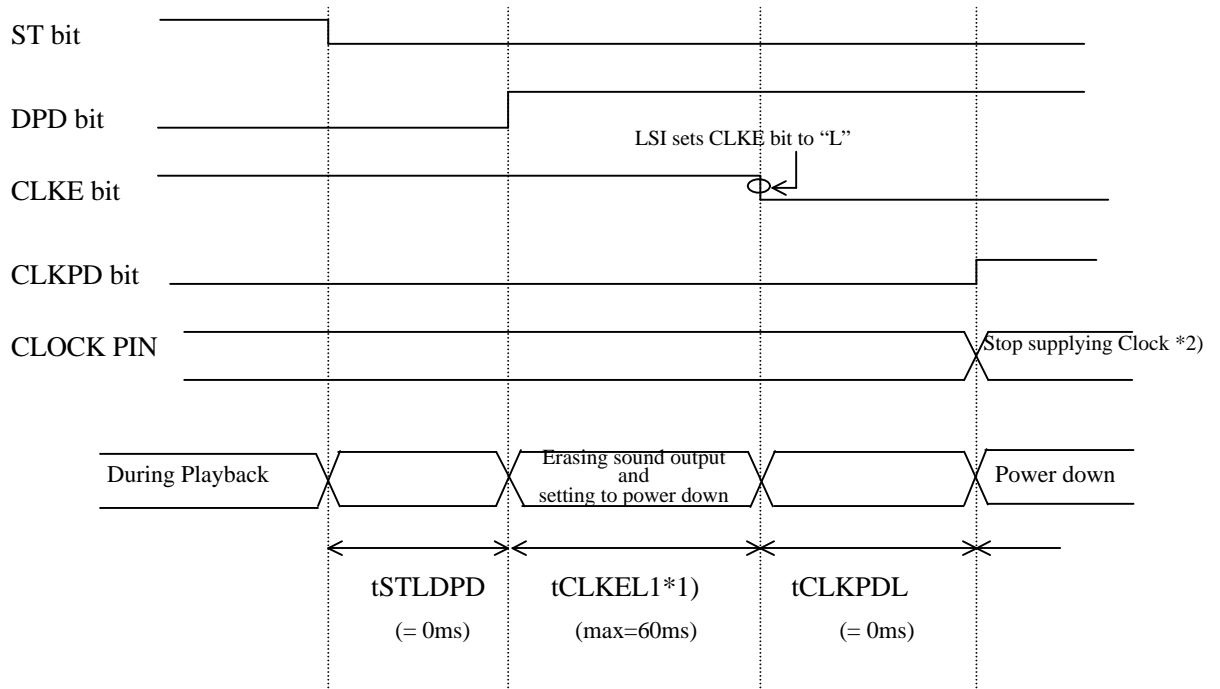 ST bit
DPD bit
LSI sets CLKE bit to “L”
CLKE bit
CLKPD bit
CLOCK PIN
Stop supplying Clock *2)
During Playback
Erasing sound output
and
setting to power down
Power down
tSTLDPD
tCLKEL1*1)
tCLKPDL
(= 0ms)
(max=60ms)
(= 0ms)